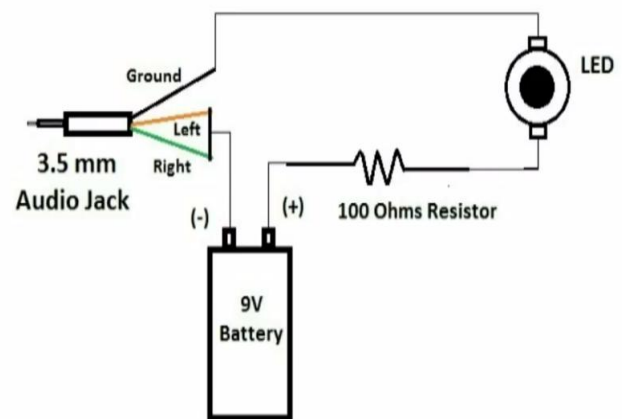 Ground
LED
Left
3.5 mm
Audio Jack
Right
(-)
(+)
100 Ohms Resistor
9V
Battery